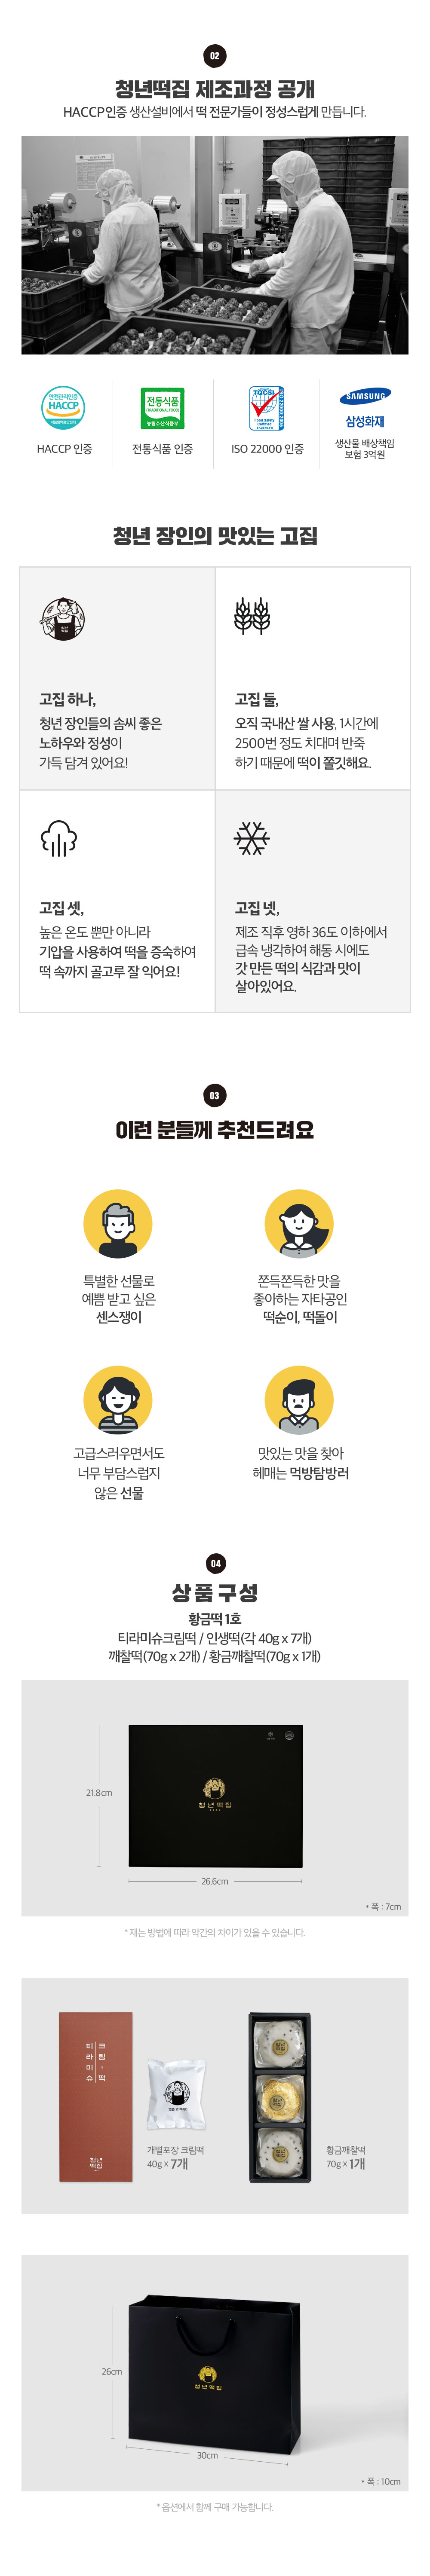 02
청년떡집 제조과정 공개
HACCP인증 생산설비에서 떡 전문가들이 정성스럽게 만듭니다.
안전관리인증
HACCP
식품의약품안전처
HACCP 인증
전통식품
TRADITIONAL FOOD
농림축산식품부
전통식품 인증
TQCSI
Food Safety
Certified
ISO 22000 인증
SAMSUNG
삼성화재
생산물 배상책임
보험 3억원
청년 장인의 맛있는 고집
고집 하나,
청년 장인들의 솜씨 좋은
노하우와 정성이
가득 담겨 있어요!
고집 둘,
오직 국내산 쌀 사용, 1시간에
2500번 정도 치대며 반죽
하기 때문에 떡이 쫄깃해요.
고집 셋,
높은 온도 뿐만 아니라
기압을 사용하여 떡을 증숙하여
떡 속까지 골고루 잘 익어요!
고집 넷,
제조 직후 영하 36도 이하에서
급속 냉각하여 해동 시에도
갓 만든 떡의 식감과 맛이
살아있어요.
03
이런 분들께 추천드려요
특별한 선물로
예쁨 받고 싶은
센스쟁이
쫀득쫀득한 맛을
좋아하는 자타공인
떡순이, 떡돌이
고급스러우면서도
너무 부담스럽지
않은 선물
맛있는 맛을 찾아
헤매는 먹방탐방러
04
상품구성
황금떡 1호
티라미슈크림떡 / 인생떡(각 40g x 7개)
깨찰떡(70g x 2개) / 황금깨찰떡(70g x 1개)
21.8cm
청년떡집
26.6cm
* 폭 : 7cm
* 재는 방법에 따라 약간의 차이가 있을 수 있습니다.
티라미슈
크림떡
청년
떡집
개별포장 크림떡
40g x 7개
황금깨찰떡
70g x 1개
26cm
청년떡집
30cm
* 폭 : 10cm
* 옵션에서 함께 구매 가능합니다.